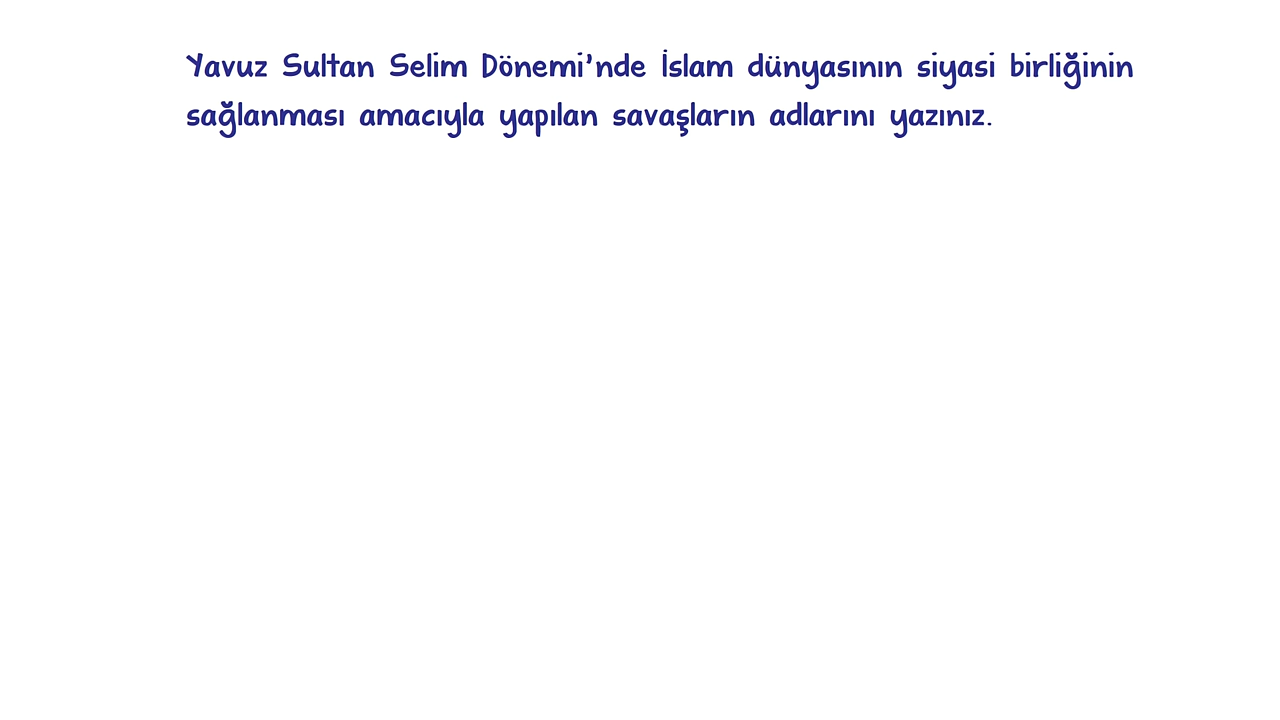 Yavuz Sultan Selim Dönemi'nde İslam dünyasının siyasi birliğinin
sağlanması amacıyla yapılan savaşların adlarını yazınız.